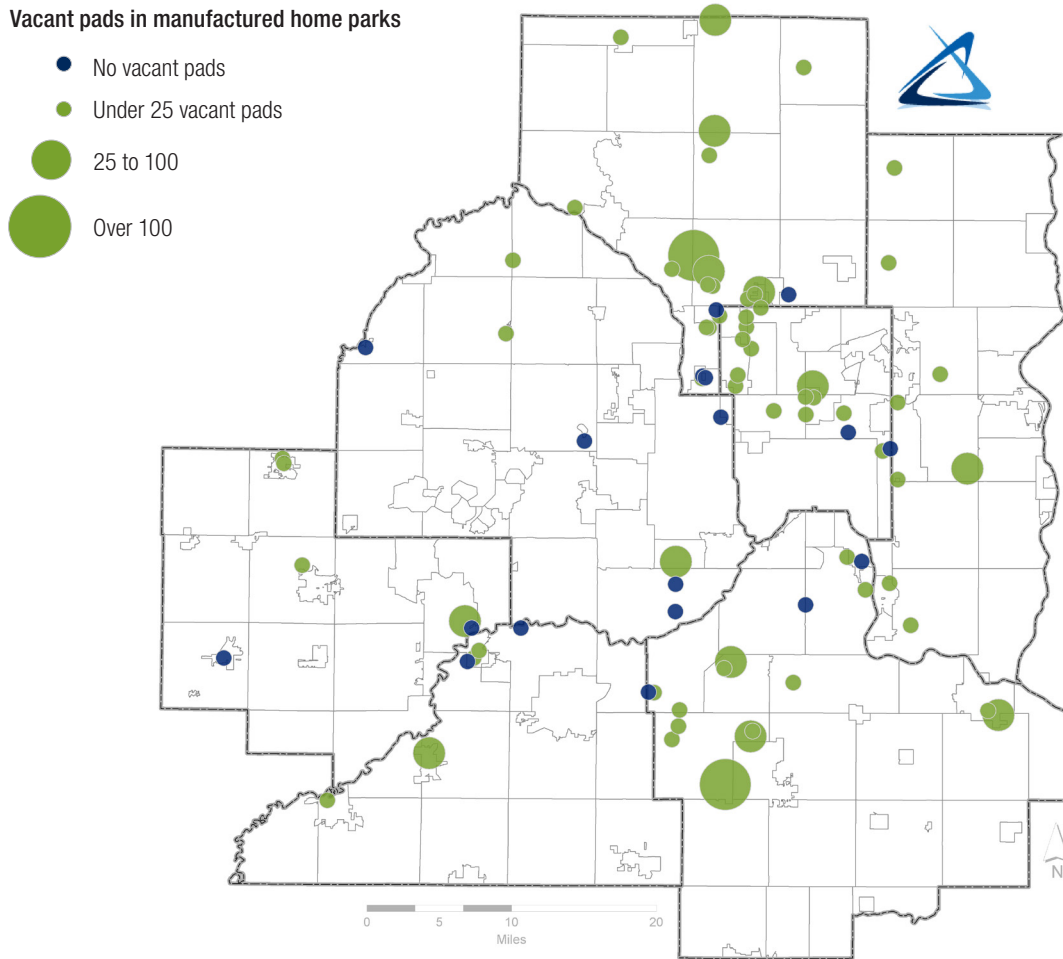 Vacant pads in manufactured home parks
No vacant pads
Under 25 vacant pads
25 to 100
Over 100
N
0 5 10 20
Miles